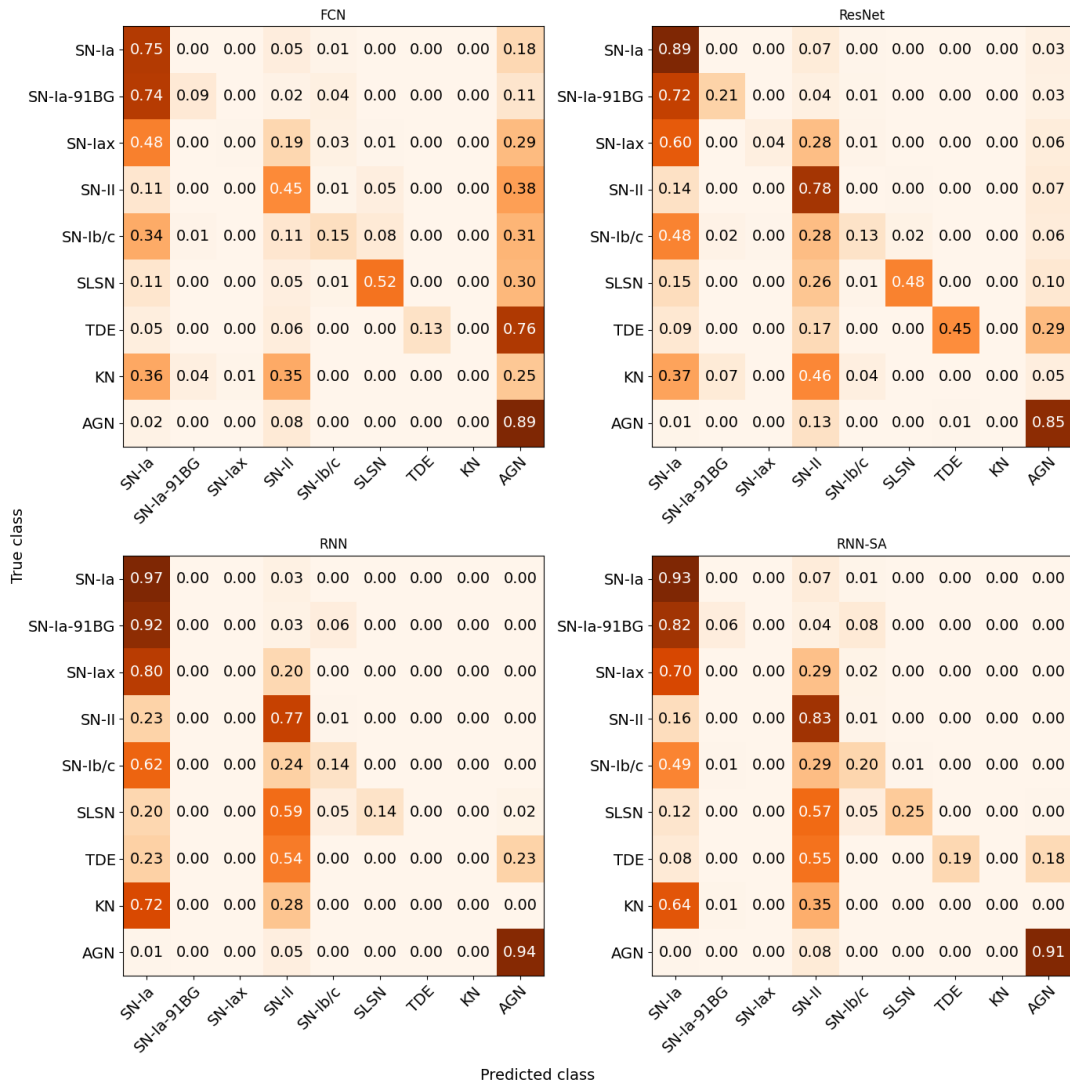 FCN
SN-Ia 0.75 0.00 0.00 0.05 0.01 0.00 0.00 0.00 0.18
SN-Ia-91BG 0.74 0.09 0.00 0.02 0.04 0.00 0.00 0.00 0.11
SN-Iax 0.48 0.00 0.00 0.19 0.03 0.01 0.00 0.00 0.29
SN-II 0.11 0.00 0.00 0.45 0.01 0.05 0.00 0.00 0.38
SN-Ib/c 0.34 0.01 0.00 0.11 0.15 0.08 0.00 0.00 0.31
SLSN 0.11 0.00 0.00 0.05 0.01 0.52 0.00 0.00 0.30
TDE 0.05 0.00 0.00 0.06 0.00 0.00 0.13 0.00 0.76
KN 0.36 0.04 0.01 0.35 0.00 0.00 0.00 0.00 0.25
AGN 0.02 0.00 0.00 0.08 0.00 0.00 0.00 0.00 0.89
SN-Ia SN-Ia-91BG SN-Iax SN-II SN-Ib/c SLSN TDE KN AGN
ResNet
SN-Ia 0.89 0.00 0.00 0.07 0.00 0.00 0.00 0.00 0.03
SN-Ia-91BG 0.72 0.21 0.00 0.04 0.01 0.00 0.00 0.00 0.03
SN-Iax 0.60 0.00 0.04 0.28 0.01 0.00 0.00 0.00 0.06
SN-II 0.14 0.00 0.00 0.78 0.00 0.00 0.00 0.00 0.07
SN-Ib/c 0.48 0.02 0.00 0.28 0.13 0.02 0.00 0.00 0.06
SLSN 0.15 0.00 0.00 0.26 0.01 0.48 0.00 0.00 0.10
TDE 0.09 0.00 0.00 0.17 0.00 0.00 0.45 0.00 0.29
KN 0.37 0.07 0.00 0.46 0.04 0.00 0.00 0.00 0.05
AGN 0.01 0.00 0.00 0.13 0.00 0.00 0.01 0.00 0.85
SN-Ia SN-Ia-91BG SN-Iax SN-II SN-Ib/c SLSN TDE KN AGN
True class
RNN
SN-Ia 0.97 0.00 0.00 0.03 0.00 0.00 0.00 0.00 0.00
SN-Ia-91BG 0.92 0.00 0.00 0.03 0.06 0.00 0.00 0.00 0.00
SN-Iax 0.80 0.00 0.00 0.20 0.00 0.00 0.00 0.00 0.00
SN-II 0.23 0.00 0.00 0.77 0.01 0.00 0.00 0.00 0.00
SN-Ib/c 0.62 0.00 0.00 0.24 0.14 0.00 0.00 0.00 0.00
SLSN 0.20 0.00 0.00 0.59 0.05 0.14 0.00 0.00 0.02
TDE 0.23 0.00 0.00 0.54 0.00 0.00 0.00 0.00 0.23
KN 0.72 0.00 0.00 0.28 0.00 0.00 0.00 0.00 0.00
AGN 0.01 0.00 0.00 0.05 0.00 0.00 0.00 0.00 0.94
SN-Ia SN-Ia-91BG SN-Iax SN-II SN-Ib/c SLSN TDE KN AGN
RNN-SA
SN-Ia 0.93 0.00 0.00 0.07 0.01 0.00 0.00 0.00 0.00
SN-Ia-91BG 0.82 0.06 0.00 0.04 0.08 0.00 0.00 0.00 0.00
SN-Iax 0.70 0.00 0.00 0.29 0.02 0.00 0.00 0.00 0.00
SN-II 0.16 0.00 0.00 0.83 0.01 0.00 0.00 0.00 0.00
SN-Ib/c 0.49 0.01 0.00 0.29 0.20 0.01 0.00 0.00 0.00
SLSN 0.12 0.00 0.00 0.57 0.05 0.25 0.00 0.00 0.00
TDE 0.08 0.00 0.00 0.55 0.00 0.00 0.19 0.00 0.18
KN 0.64 0.01 0.00 0.35 0.00 0.00 0.00 0.00 0.00
AGN 0.00 0.00 0.00 0.08 0.00 0.00 0.00 0.00 0.91
SN-Ia SN-Ia-91BG SN-Iax SN-II SN-Ib/c SLSN TDE KN AGN
Predicted class